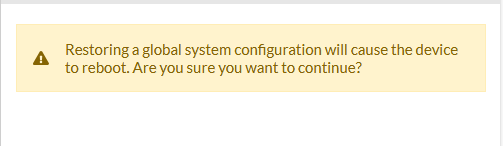 Restoring a global system configuration will cause the device
to reboot. Are you sure you want to continue?